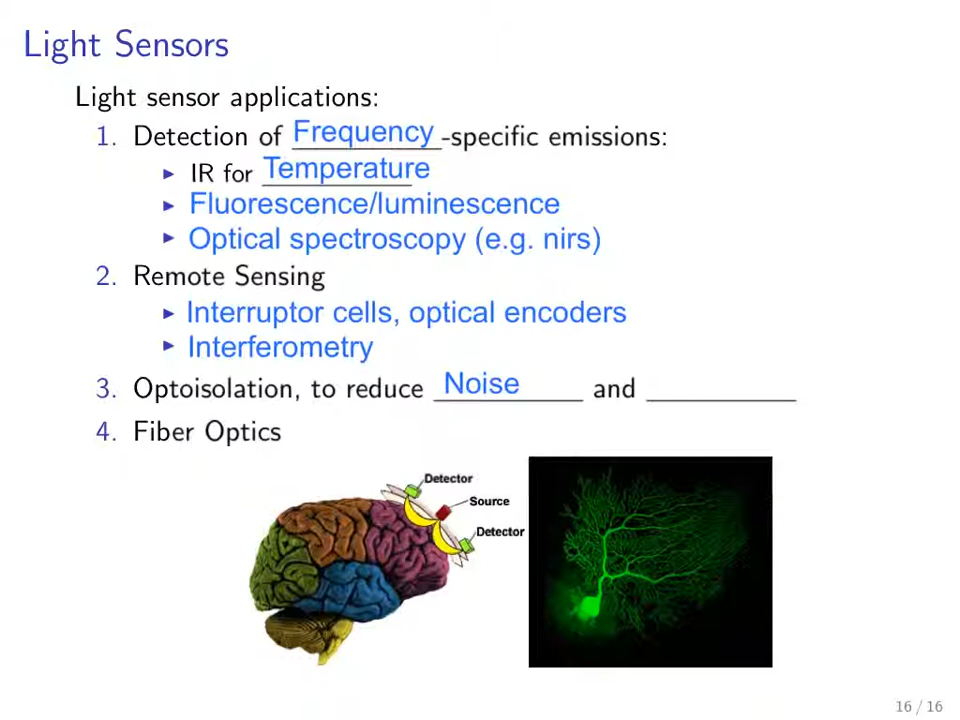 Light Sensors
Light sensor applications:
1. Detection of Frequency-specific emissions:
IR for Temperature
Fluorescence/luminescence
Optical spectroscopy (e.g. nirs)
2. Remote Sensing
Interruptor cells, optical encoders
Interferometry
3. Optoisolation, to reduce Noise and
4. Fiber Optics
Detector
Source
Detector
16 / 16